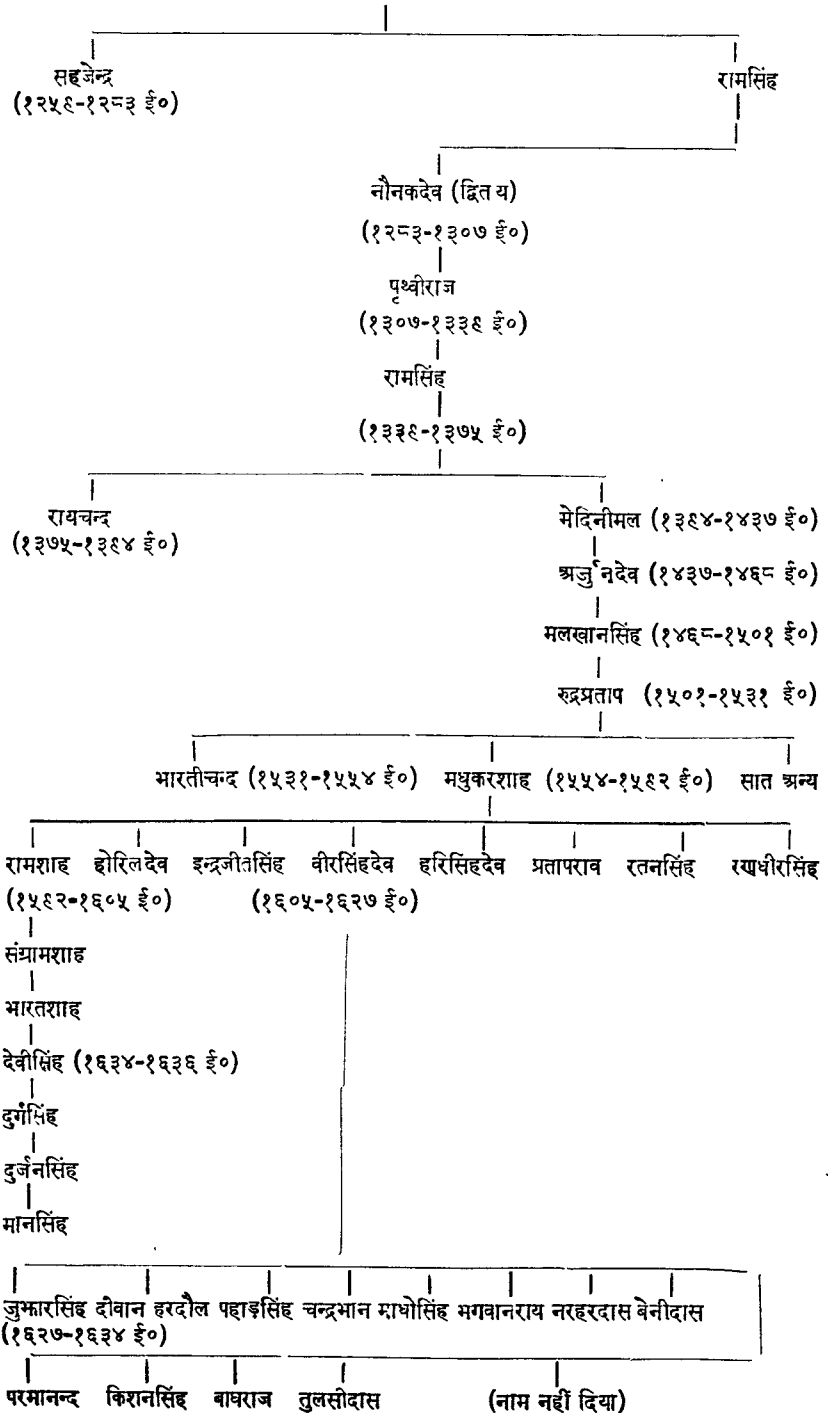 सहजेन्द्र रामसिंह
(१२५९-१२८३ ई०)
नौनकदेव (द्वित य)
(१२८३-१३०७ ई०)
पृथ्वीराज
(१३०७-१३३९ ई०)
रामसिंह
(१३३९-१३७५ ई०)
रायचन्द मेदिनीमल (१३९४-१४३७ ई०)
(१३७५-१३९४ ई०)
अर्जुनदेव (१४३७-१४६८ ई०)
मलखानसिंह (१४६८-१५०१ ई०)
रुद्रप्रताप (१५०१-१५३१ ई०)
भारतीचन्द (१५३१-१५५४ ई०) मधुकरशाह (१५५४-१५९२ ई०) सात अन्य
रामशाह होरिलदेव इन्द्रजीतसिंह वीरसिंहदेव हरिसिंहदेव प्रतापराव रतनसिंह रणधीरसिंह
(१५९२-१६०५ ई०) (१६०५-१६२७ ई०)
संग्रामशाह
भारतशाह
देवीसिंह (१६३४-१६३६ ई०)
दुर्गसिंह
दुर्जनसिंह
मानसिंह
जुझारसिंह दीवान हरदौल पहाड़सिंह चन्द्रभान माधोसिंह भगवानराय नरहरदास बेनीदास
(१६२७-१६३४ ई०)
परमानन्द किशनसिंह बाघराज तुलसीदास (नाम नहीं दिया)